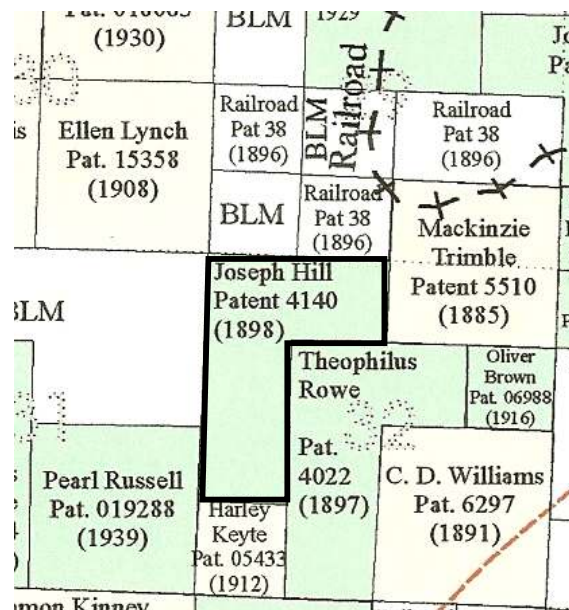 (1930)
BLM
1929
Ellen Lynch
Pat. 15358
(1908)
Railroad
Pat 38
(1896)
BLM
Railroad
Railroad
Pat 38
(1896)
BLM
Railroad
Pat 38
(1896)
Mackinzie
Trimble
Patent 5510
(1885)
Joseph Hill
Patent 4140
(1898)
BLM
Theophilus
Rowe
Pat.
4022
(1897)
Oliver
Brown
Pat. 06988
(1916)
32
Pearl Russell
Pat. 019288
(1939)
Harley
Keyte
Pat. 05433
(1912)
C. D. Williams
Pat. 6297
(1891)
Kinney